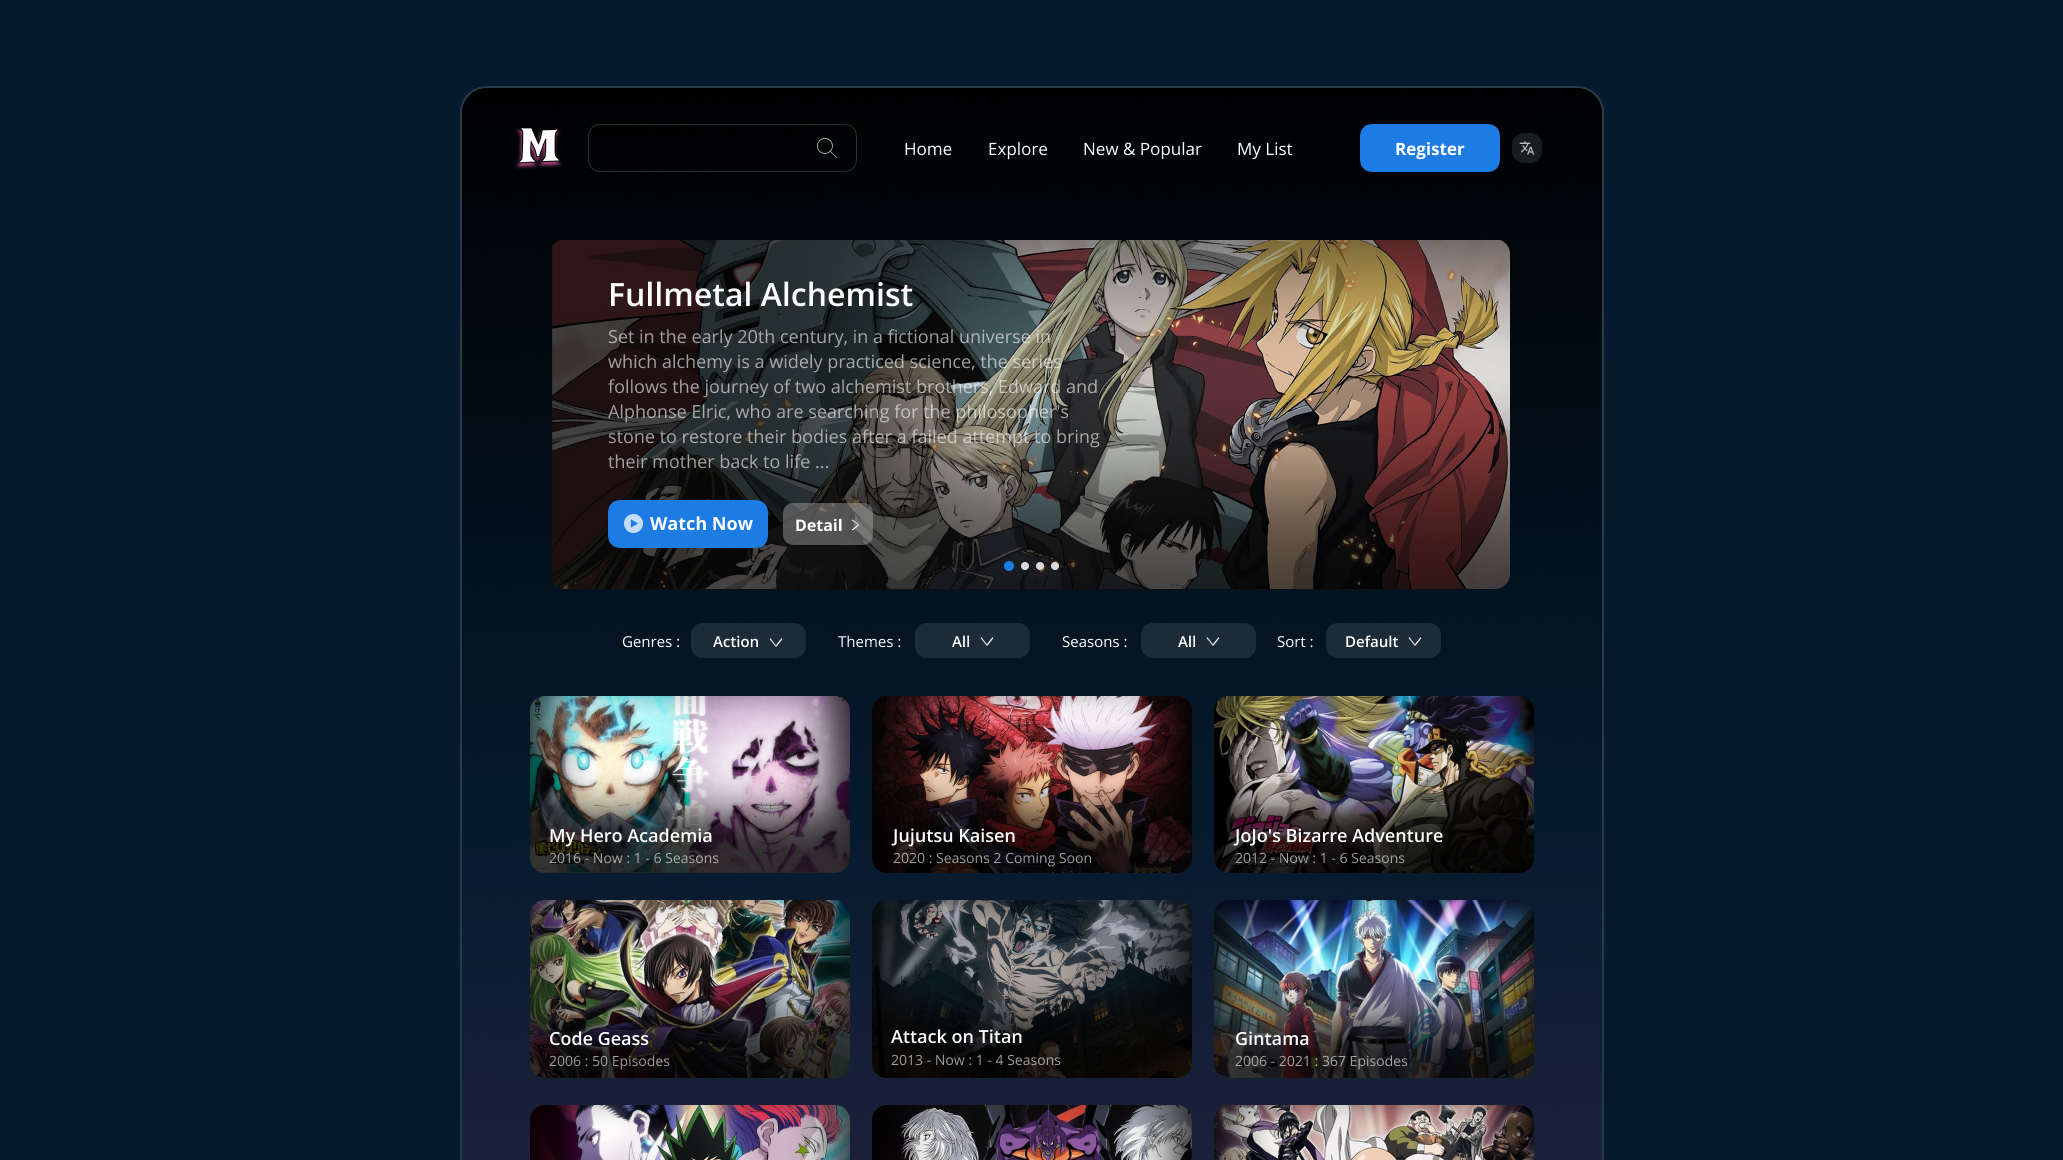 M
Home Explore New & Popular My List Register
Fullmetal Alchemist
Set in the early 20th century, in a fictional universe in
which alchemy is a widely practiced science, the series
follows the journey of two alchemist brothers, Edward and
Alphonse Elric, who are searching for the philosopher's
stone to restore their bodies after a failed attempt to bring
their mother back to life ...
Watch Now Detail
Genres : Action Themes : All Seasons : All Sort : Default
面戦争
My Hero Academia
2016 - Now : 1 - 6 Seasons
Jujutsu Kaisen
2020 : Seasons 2 Coming Soon
JoJo's Bizarre Adventure
2012 - Now : 1 - 6 Seasons
Code Geass
2006 : 50 Episodes
Attack on Titan
2013 - Now : 1 - 4 Seasons
Gintama
2006 - 2021 : 367 Episodes